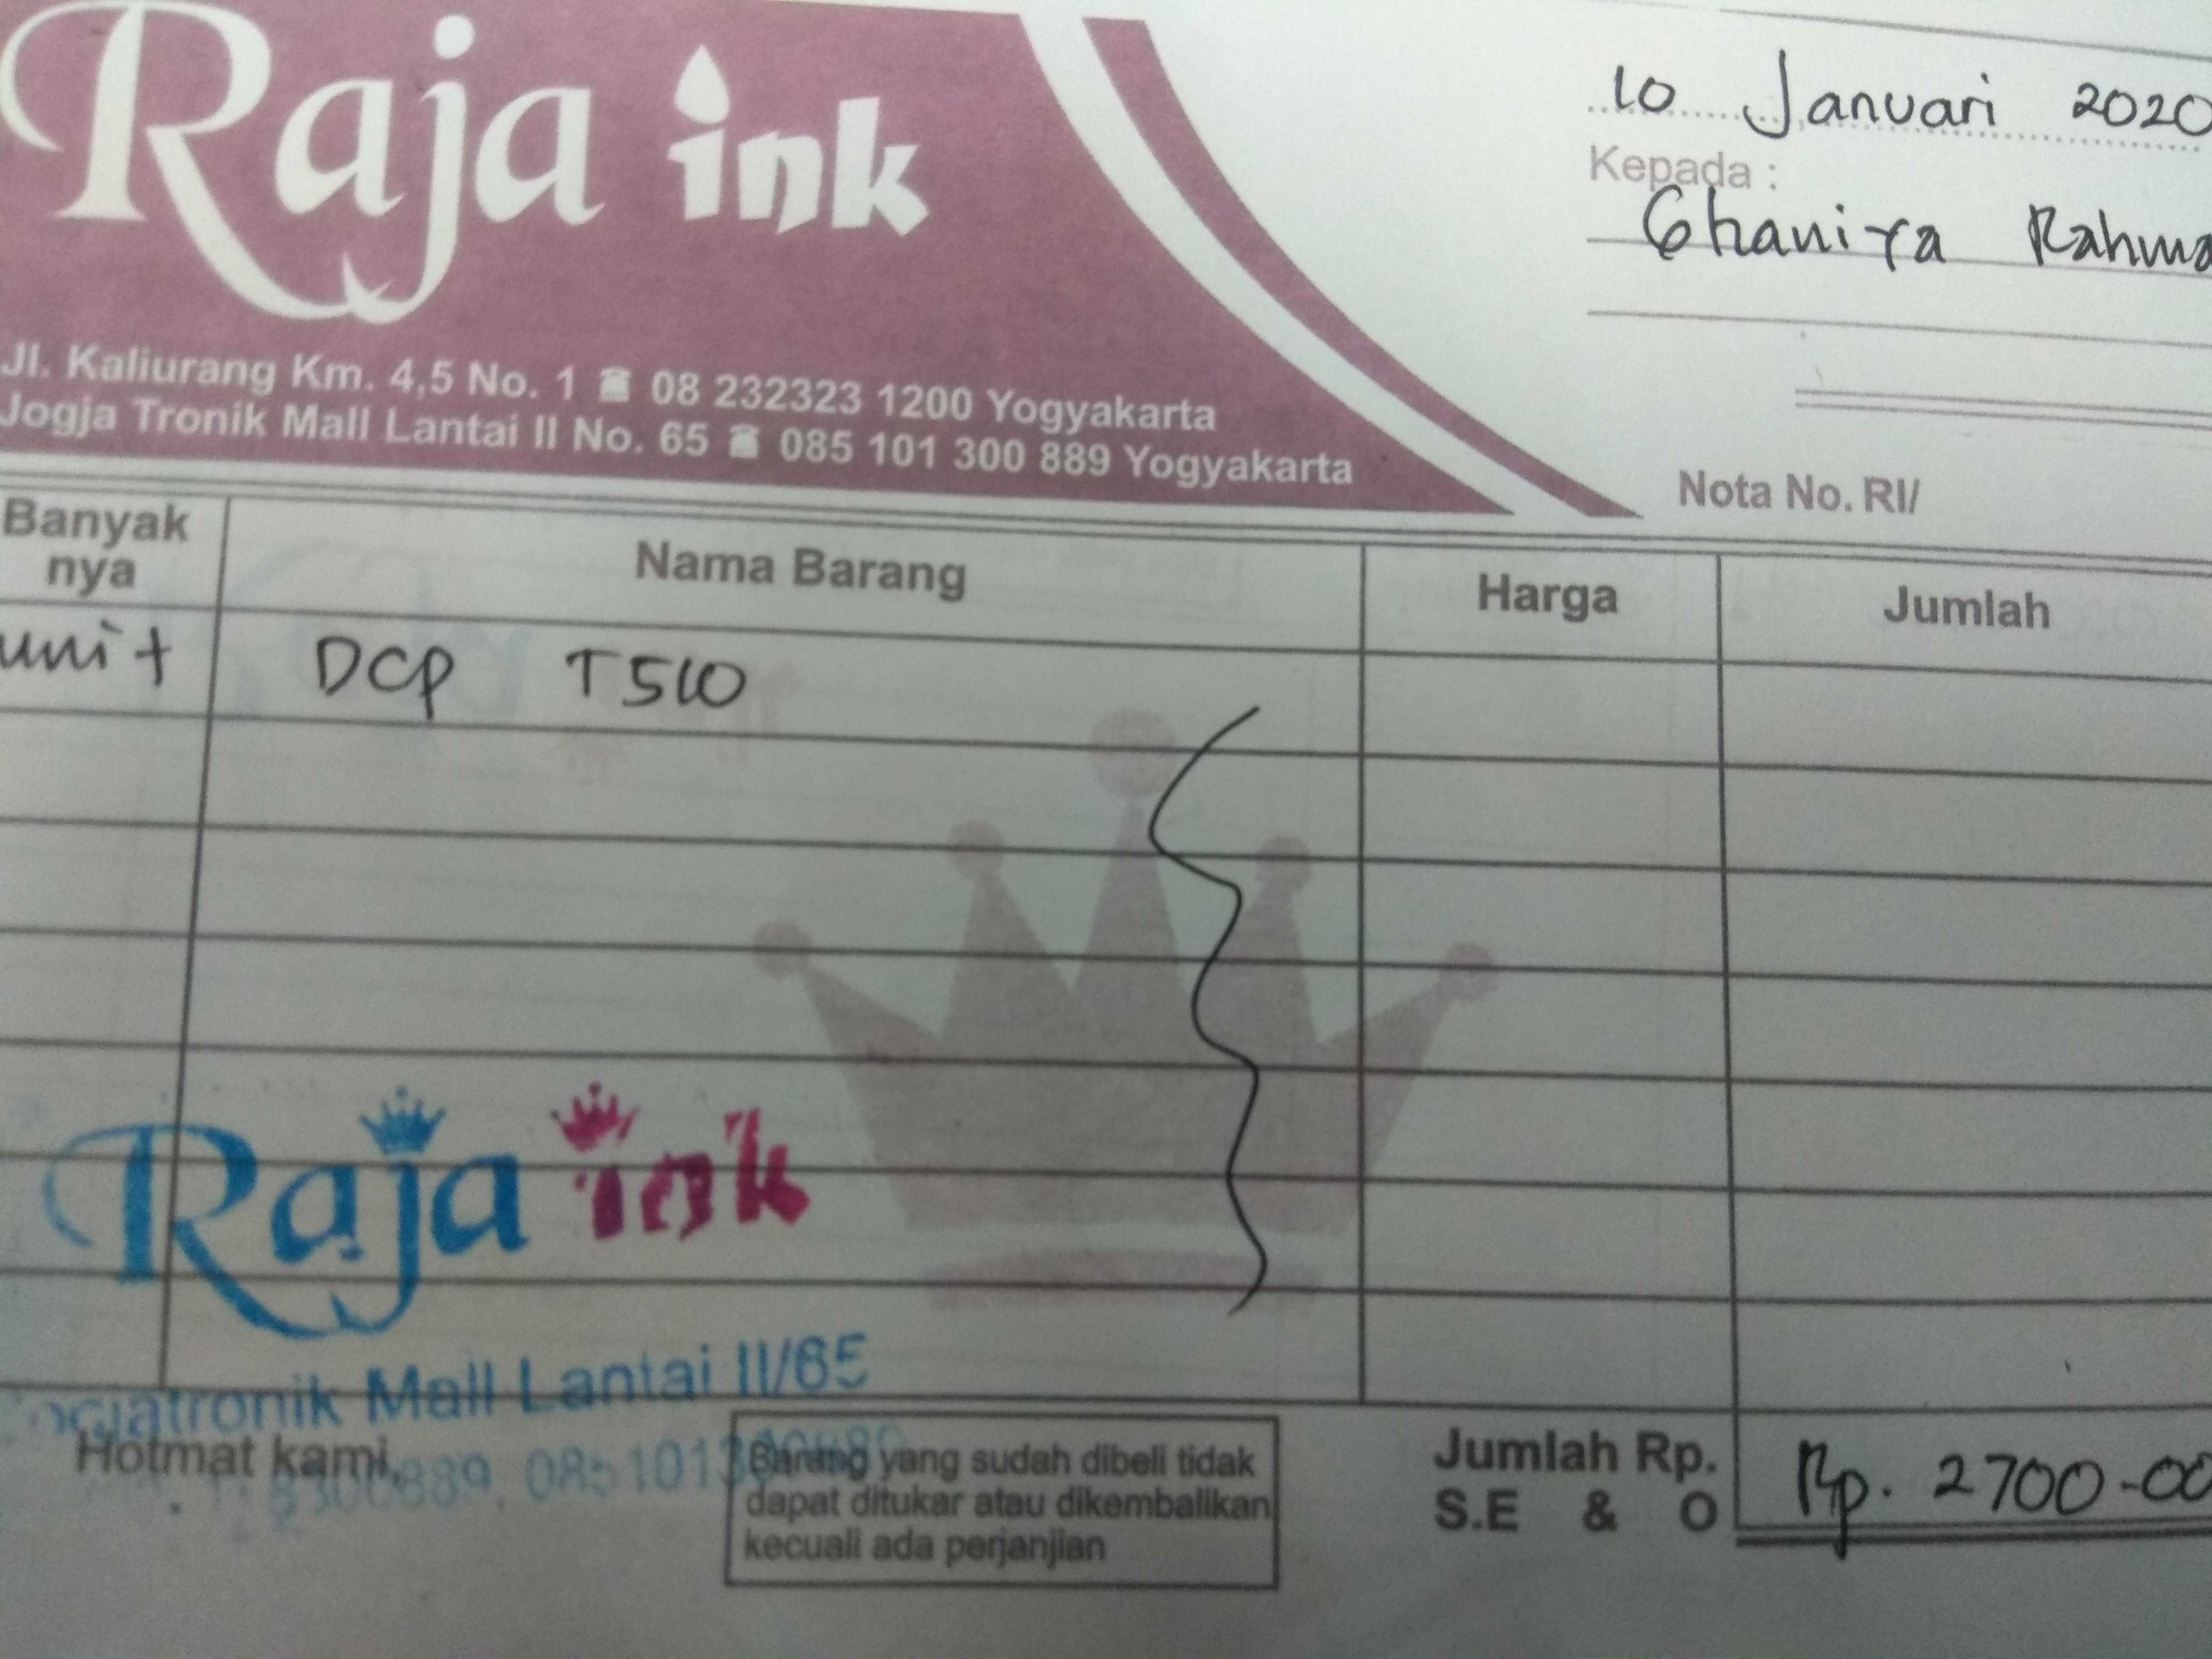 Raja ink
10 Januari 2020
Kepada :
Ghaniya Rahma
Jl. Kaliurang Km. 4,5 No. 1 ☎ 08 232323 1200 Yogyakarta
Jogja Tronik Mall Lantai II No. 65 ☎ 085 101 300 889 Yogyakarta
Nota No. RI/
Banyak nya Nama Barang Harga Jumlah
unit DCP T510
Raja ink
Mall Lantai II/65
Hormat kami,
Barang yang sudah dibeli tidak
dapat ditukar atau dikembalikan
kecuali ada perjanjian
Jumlah Rp. Rp. 2700-00
S.E & O